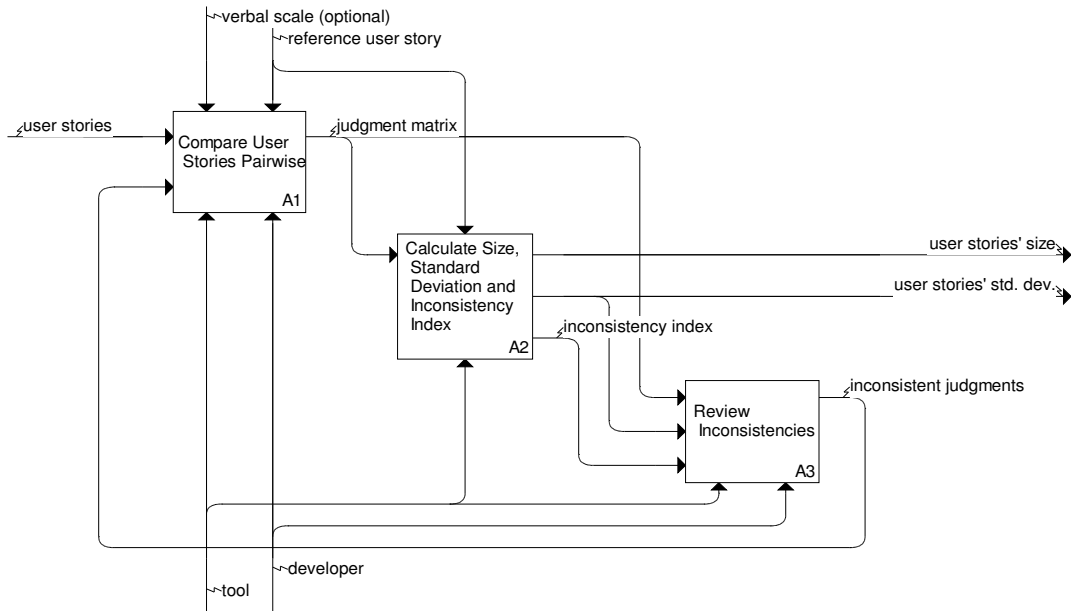 verbal scale (optional)
reference user story
user stories
judgment matrix
Compare User
Stories Pairwise
A1
Calculate Size,
Standard
Deviation and
Inconsistency
Index
A2
user stories' size
user stories' std. dev.
inconsistency index
inconsistent judgments
Review
Inconsistencies
A3
developer
tool